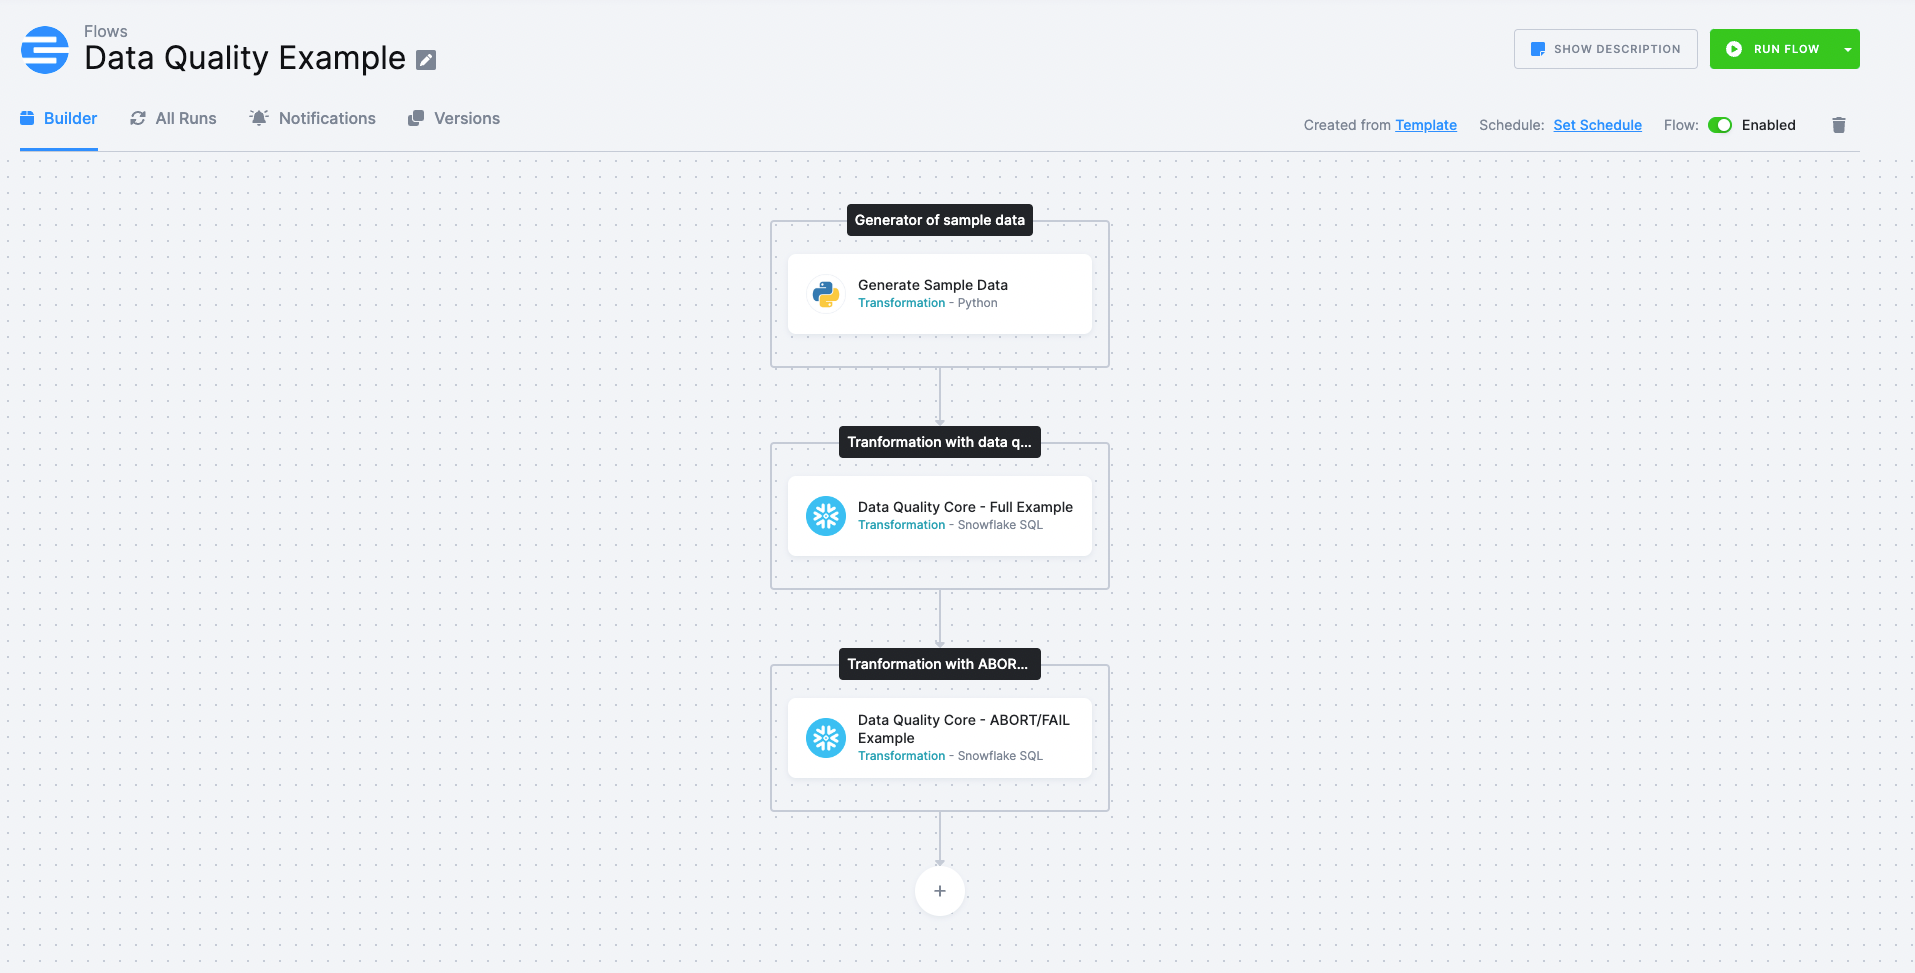 Flows
Data Quality Example
SHOW DESCRIPTION
RUN FLOW
Builder
All Runs
Notifications
Versions
Created from Template
Schedule: Set Schedule
Flow: Enabled
Generator of sample data
Generate Sample Data
Transformation - Python
Tranformation with data q...
Data Quality Core - Full Example
Transformation - Snowflake SQL
Tranformation with ABOR...
Data Quality Core - ABORT/FAIL
Example
Transformation - Snowflake SQL
+